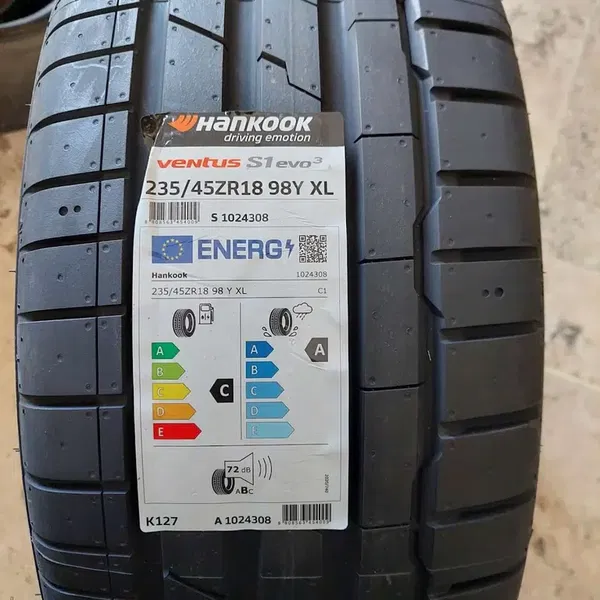 HANKOOK
driving emotion
ventus S1 evo³
235/45ZR18 98Y XL
S 1024308
ENERG
Hankook 1024308
235/45ZR18 98 Y XL C1
A
B
C
D
E
C
A
B
C
D
E
A
72 dB
ABC
K127 A 1024308